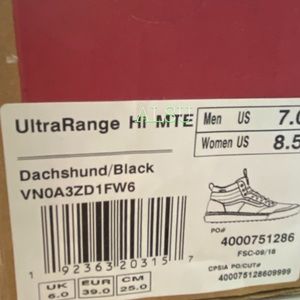 UltraRange HI MTE
Men US 7.0
Women US 8.5
Dachshund/Black
VN0A3ZD1FW6
PO#
4000751286
FSC-09/18
CPSIA PO/CUT#
400075128609999
1 92363 20315 7
UK EUR CM
6.0 39.0 25.0